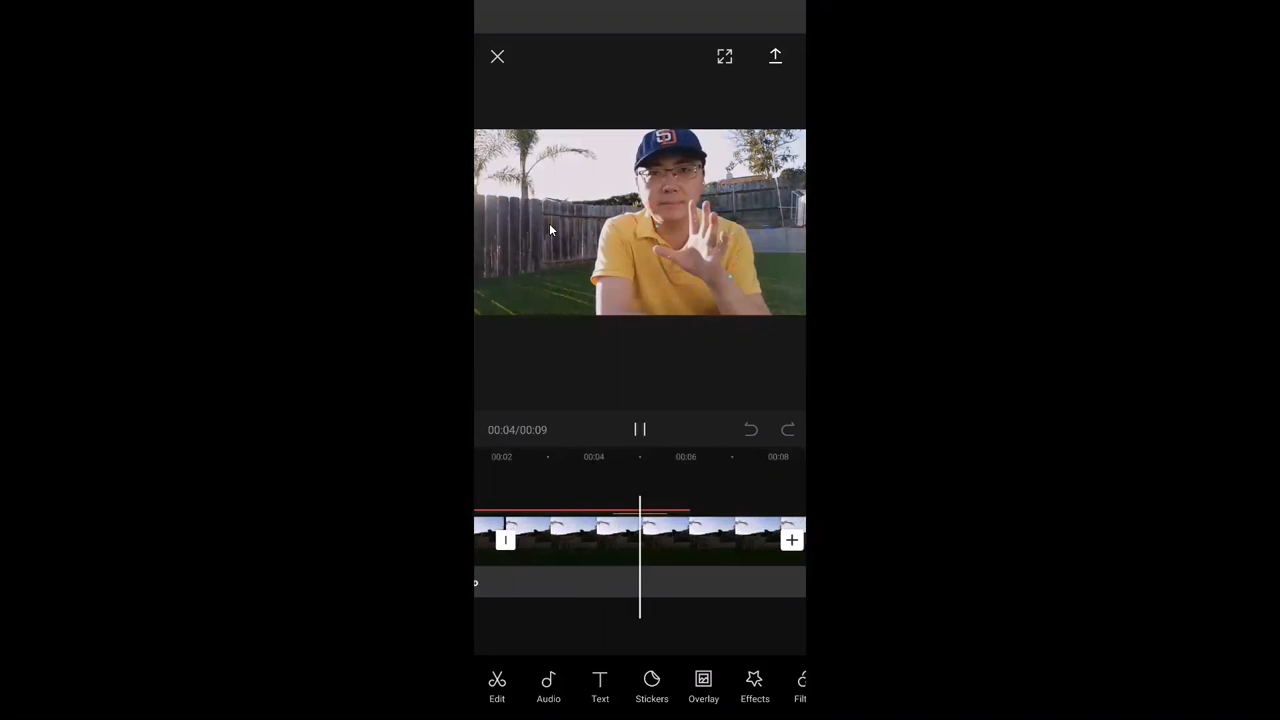 SD
00:04/00:09
00:02
00:04
00:06
00:08
Edit
Audio
Text
Stickers
Overlay
Effects
Filt